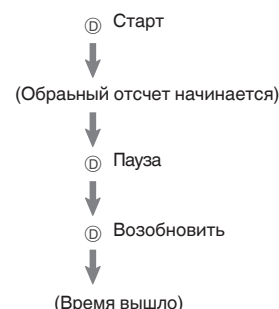 Ⓓ Старт
(Обраьный отсчет начинается)
Ⓓ Пауза
Ⓓ Возобновить
(Время вышло)